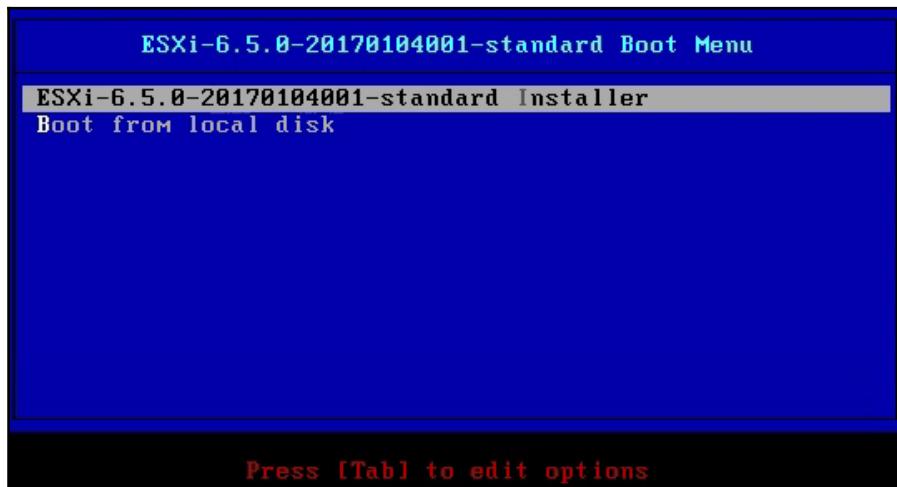 ESXi-6.5.0-20170104001-standard Boot Menu
ESXi-6.5.0-20170104001-standard Installer
Boot from local disk
Press [Tab] to edit options